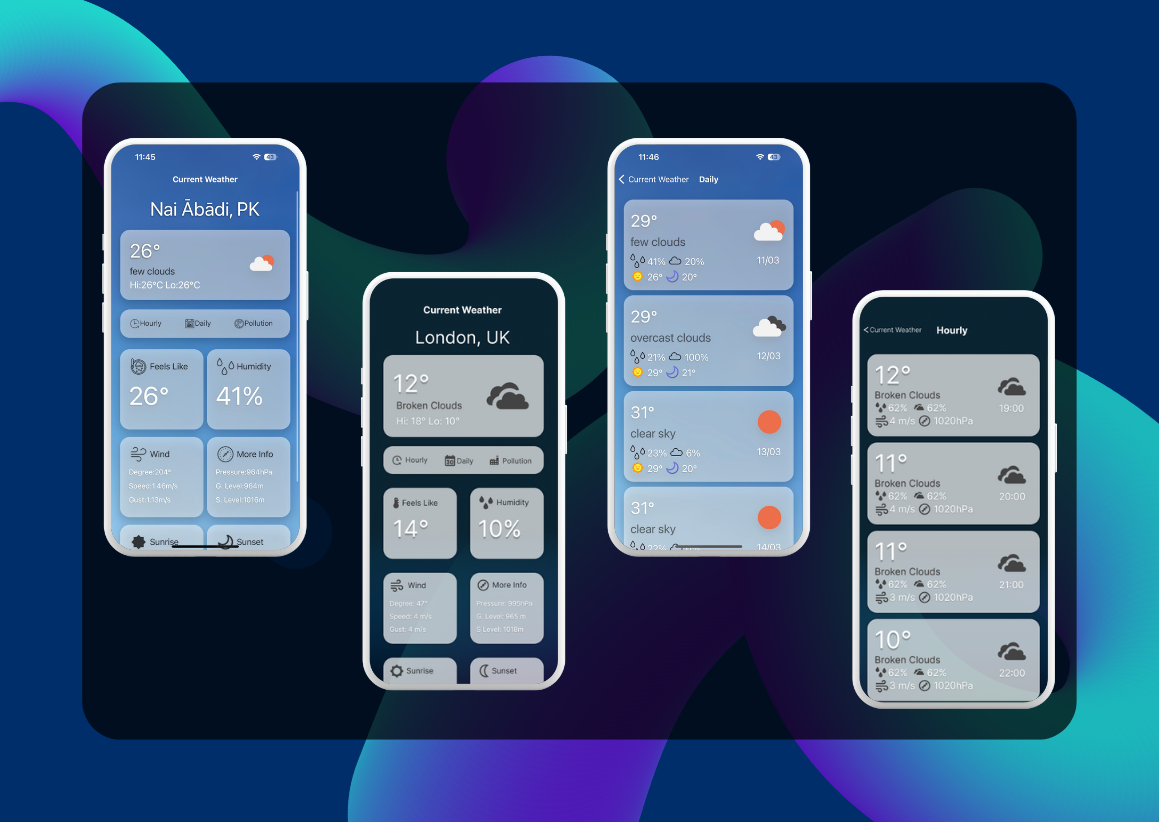 11:45
Current Weather
Nai Ābādi, PK
26°
few clouds
Hi:26°C Lo:26°C
Hourly Daily Pollution
Feels Like
26°
Humidity
41%
Wind
Degree:204°
Speed:1.46m/s
Gust:1.13m/s
More Info
Pressure:964hPa
G. Level:964m
S. Level:1016m
Sunrise
Sunset
Current Weather
London, UK
12°
Broken Clouds
Hi: 18° Lo: 10°
Hourly Daily Pollution
Feels Like
14°
Humidity
10%
Wind
Degree: 47°
Speed: 4 m/s
Gust: 4 m/s
More Info
Pressure: 995hPa
G. Level: 965 m
S Level: 1018m
Sunrise
Sunset
11:46
Current Weather Daily
29°
few clouds
41% 20% 11/03
26° 20°
29°
overcast clouds
21% 100% 12/03
29° 21°
31°
clear sky
23% 6% 13/03
29° 20°
31°
clear sky
14/03
Current Weather Hourly
12°
Broken Clouds
62% 62% 19:00
4 m/s 1020hPa
11°
Broken Clouds
62% 62% 20:00
4 m/s 1020hPa
11°
Broken Clouds
62% 62% 21:00
3 m/s 1020hPa
10°
Broken Clouds
62% 62% 22:00
3 m/s 1020hPa